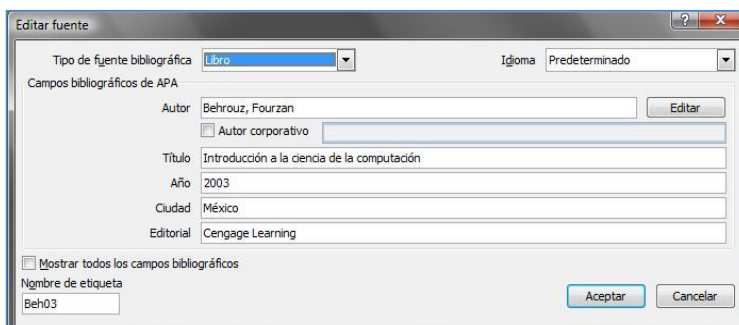 Editar fuente
Tipo de fuente bibliográfica Libro Idioma Predeterminado
Campos bibliográficos de APA
Autor Behrouz, Fourzan Editar
Autor corporativo
Título Introducción a la ciencia de la computación
Año 2003
Ciudad México
Editorial Cengage Learning
Mostrar todos los campos bibliográficos
Nombre de etiqueta
Beh03
Aceptar Cancelar